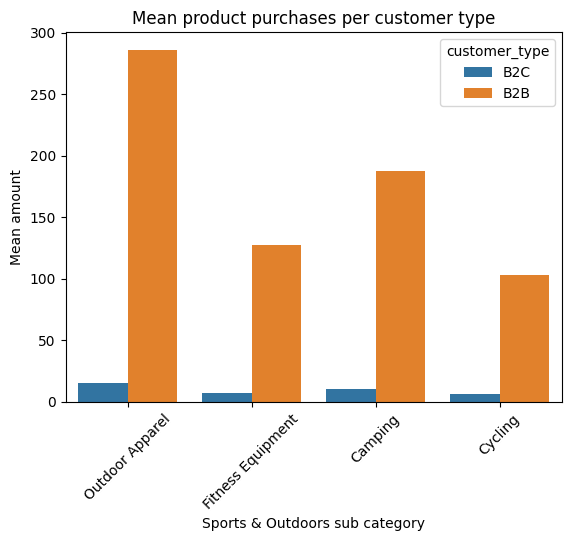 Mean product purchases per customer type
customer_type
B2C
B2B
Mean amount
300
250
200
150
100
50
0
Outdoor Apparel
Fitness Equipment
Camping
Cycling
Sports & Outdoors sub category